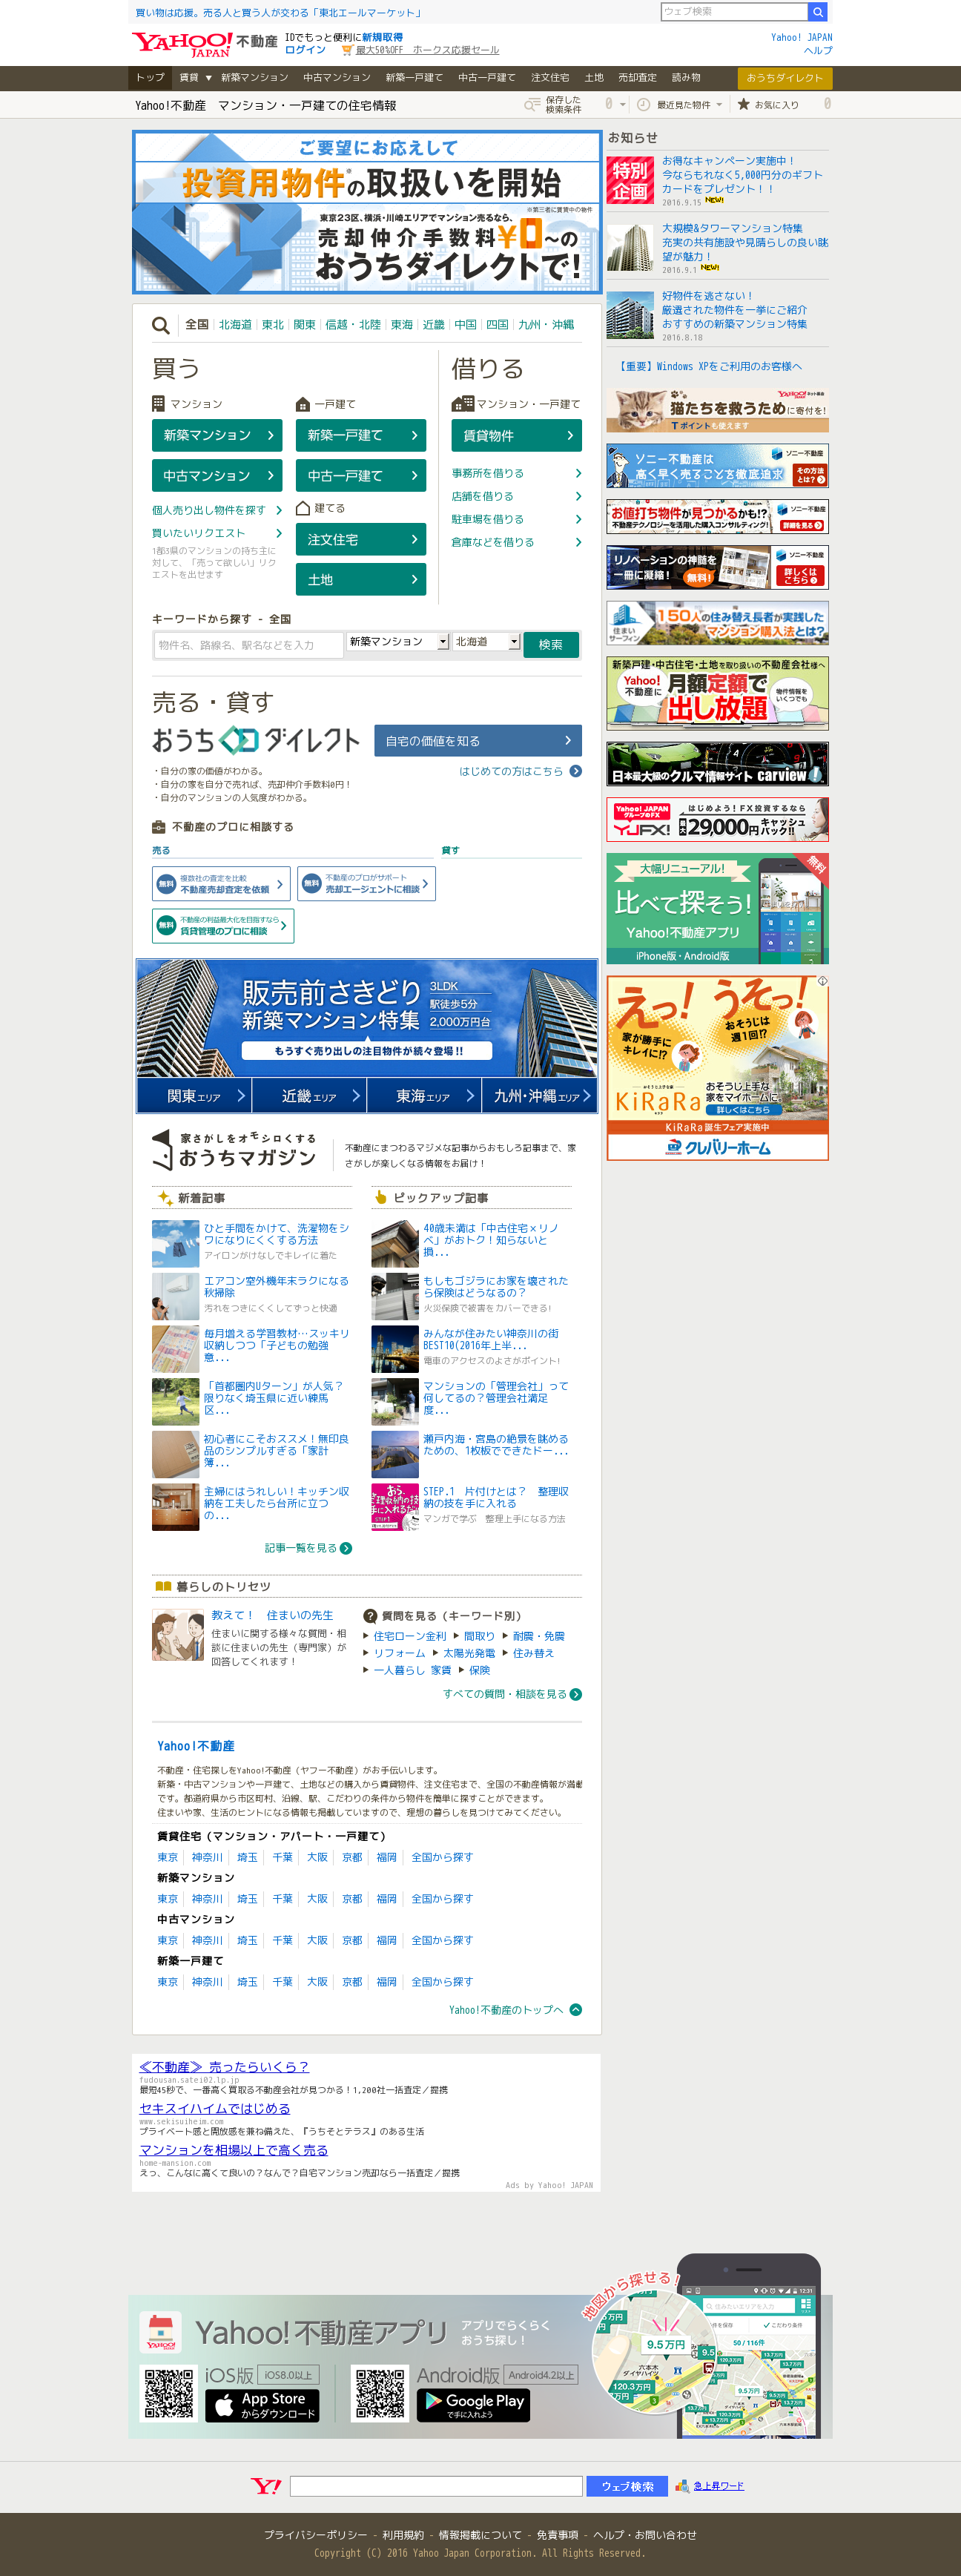 買い物は応援。売る人と買う人が交わる「東北エールマーケット」
ウェブ検索
YAHOO! JAPAN 不動産
IDでもっと便利に新規取得
ログイン
最大50%OFF ホークス応援セール
Yahoo! JAPAN
ヘルプ
トップ 賃貸 ▼ 新築マンション 中古マンション 新築一戸建て 中古一戸建て 注文住宅 土地 売却査定 読み物 おうちダイレクト
Yahoo!不動産 マンション・一戸建ての住宅情報
保存した検索条件 0 最近見た物件 お気に入り 0
ご要望にお応えして
投資用物件※の取扱いを開始
※第三者に賃貸中の物件
東京23区、横浜・川崎エリアでマンション売るなら、
売却仲介手数料¥0〜の
おうちダイレクトで!
全国 北海道 東北 関東 信越・北陸 東海 近畿 中国 四国 九州・沖縄
買う
マンション
新築マンション
中古マンション
個人売り出し物件を探す
買いたいリクエスト
1都3県のマンションの持ち主に対して、「売って欲しい」リクエストを出せます
一戸建て
新築一戸建て
中古一戸建て
建てる
注文住宅
土地
借りる
マンション・一戸建て
賃貸物件
事務所を借りる
店舗を借りる
駐車場を借りる
倉庫などを借りる
キーワードから探す - 全国
物件名、路線名、駅名などを入力 新築マンション 北海道 検索
売る・貸す
おうちダイレクト
自宅の価値を知る
はじめての方はこちら
・自分の家の価値がわかる。
・自分の家を自分で売れば、売却仲介手数料0円!
・自分のマンションの人気度がわかる。
不動産のプロに相談する
売る
貸す
無料 複数社の査定を比較 不動産売却査定を依頼
無料 不動産のプロがサポート 売却エージェントに相談
無料 不動産の利益最大化を目指すなら 賃貸管理のプロに相談
販売前さきどり
新築マンション特集
3LDK
駅徒歩5分
2,000万円台
もうすぐ売り出しの注目物件が続々登場!!
関東エリア 近畿エリア 東海エリア 九州・沖縄エリア
家さがしをオモシロくする
おうちマガジン
不動産にまつわるマジメな記事からおもしろ記事まで、家さがしが楽しくなる情報をお届け!
新着記事
ひと手間をかけて、洗濯物をシワになりにくくする方法
アイロンがけなしでキレイに着た
エアコン室外機年末ラクになる秋掃除
汚れをつきにくくしてずっと快適
毎月増える学習教材…スッキリ収納しつつ「子どもの勉強意...
「首都圏内Uターン」が人気?限りなく埼玉県に近い練馬区...
初心者にこそおススメ!無印良品のシンプルすぎる「家計簿...
主婦にはうれしい!キッチン収納を工夫したら台所に立つの...
記事一覧を見る
ピックアップ記事
40歳未満は「中古住宅×リノベ」がおトク!知らないと損...
もしもゴジラにお家を壊されたら保険はどうなるの?
火災保険で被害をカバーできる!
みんなが住みたい神奈川の街BEST10(2016年上半...
電車のアクセスのよさがポイント!
マンションの「管理会社」って何してるの?管理会社満足度...
瀬戸内海・宮島の絶景を眺めるための、1枚板でできたドー...
STEP.1 片付けとは? 整理収納の技を手に入れる
マンガで学ぶ 整理上手になる方法
暮らしのトリセツ
教えて! 住まいの先生
住まいに関する様々な質問・相談に住まいの先生(専門家)が回答してくれます!
質問を見る(キーワード別)
住宅ローン金利 間取り 耐震・免震
リフォーム 太陽光発電 住み替え
一人暮らし 家賃 保険
すべての質問・相談を見る
Yahoo!不動産
不動産・住宅探しをYahoo!不動産(ヤフー不動産)がお手伝いします。
新築・中古マンションや一戸建て、土地などの購入から賃貸物件、注文住宅まで、全国の不動産情報が満載です。都道府県から市区町村、沿線、駅、こだわりの条件から物件を簡単に探すことができます。
住まいや家、生活のヒントになる情報も掲載していますので、理想の暮らしを見つけてみてください。
賃貸住宅(マンション・アパート・一戸建て)
東京 神奈川 埼玉 千葉 大阪 京都 福岡 全国から探す
新築マンション
東京 神奈川 埼玉 千葉 大阪 京都 福岡 全国から探す
中古マンション
東京 神奈川 埼玉 千葉 大阪 京都 福岡 全国から探す
新築一戸建て
東京 神奈川 埼玉 千葉 大阪 京都 福岡 全国から探す
Yahoo!不動産のトップへ
お知らせ
特別企画
お得なキャンペーン実施中!
今ならもれなく5,000円分のギフトカードをプレゼント!!
2016.9.15 NEW!
大規模&タワーマンション特集
充実の共有施設や見晴らしの良い眺望が魅力!
2016.9.1 NEW!
好物件を逃さない!
厳選された物件を一挙にご紹介
おすすめの新築マンション特集
2016.8.18
【重要】Windows XPをご利用のお客様へ
YAHOO! JAPAN ネット募金
猫たちを救うために寄付を!
Tポイントも使えます
ソニー不動産は
高く早く売ることを徹底追求
ソニー不動産
その方法とは?
お値打ち物件が見つかるかも!?
不動産テクノロジーを活用した購入コンサルティング!
ソニー不動産
詳細を見る
リノベーションの神髄を一冊に凝縮!
無料!
ソニー不動産
詳しくはこちら
住まいサーフィン
150人の住み替え長者が実践した
マンション購入法とは?
新築戸建・中古住宅・土地を取り扱いの不動産会社様へ
Yahoo!不動産に
月額定額で
出し放題
物件情報をいくつでも
日本最大級のクルマ情報サイト carview!
Yahoo! JAPANグループのFX
YJFX!
はじめよう!FX投資するなら
最大29,000円キャッシュバック!!
大幅リニューアル!
無料
比べて探そう!
Yahoo!不動産アプリ
iPhone版・Android版
えっ! うそっ!
家が勝手にキレイに!?
おそうじは週1回!?
おそうじ上手な家
KiRaRa
おそうじ上手な家をマイホームに。
詳しくはこちら
KiRaRa誕生フェア実施中
クレバリーホーム
≪不動産≫ 売ったらいくら?
fudousan.satei02.lp.jp
最短45秒で、一番高く買取る不動産会社が見つかる!1,200社一括査定/提携
セキスイハイムではじめる
www.sekisuiheim.com
プライベート感と開放感を兼ね備えた、『うちそとテラス』のある生活
マンションを相場以上で高く売る
home-mansion.com
えっ、こんなに高くて良いの?なんで?自宅マンション売却なら一括査定/提携
Ads by Yahoo! JAPAN
Yahoo!不動産アプリ
アプリでらくらくおうち探し!
iOS版 iOS8.0以上
App Storeからダウンロード
Android版 Android4.2以上
Google Playで手に入れよう
地図から探せる!
9.5万円
六本木
120.3万円
12:31
住みたいエリアを入力
こだわり条件
50/116件
Y! ウェブ検索 急上昇ワード
プライバシーポリシー - 利用規約 - 情報掲載について - 免責事項 - ヘルプ・お問い合わせ
Copyright (C) 2016 Yahoo Japan Corporation. All Rights Reserved.